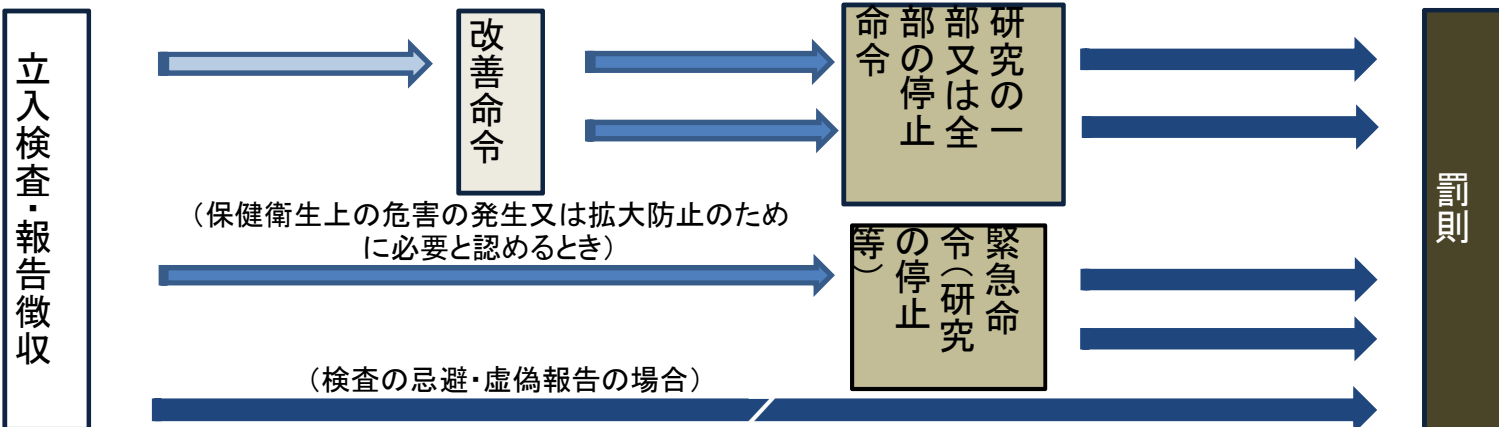 立入検査・報告徴収
改善命令
研究の一
部又は全
部の停止
命令
(保健衛生上の危害の発生又は拡大防止のため
に必要と認めるとき)
緊急命
令(研究
の停止
等)
(検査の忌避・虚偽報告の場合)
罰則